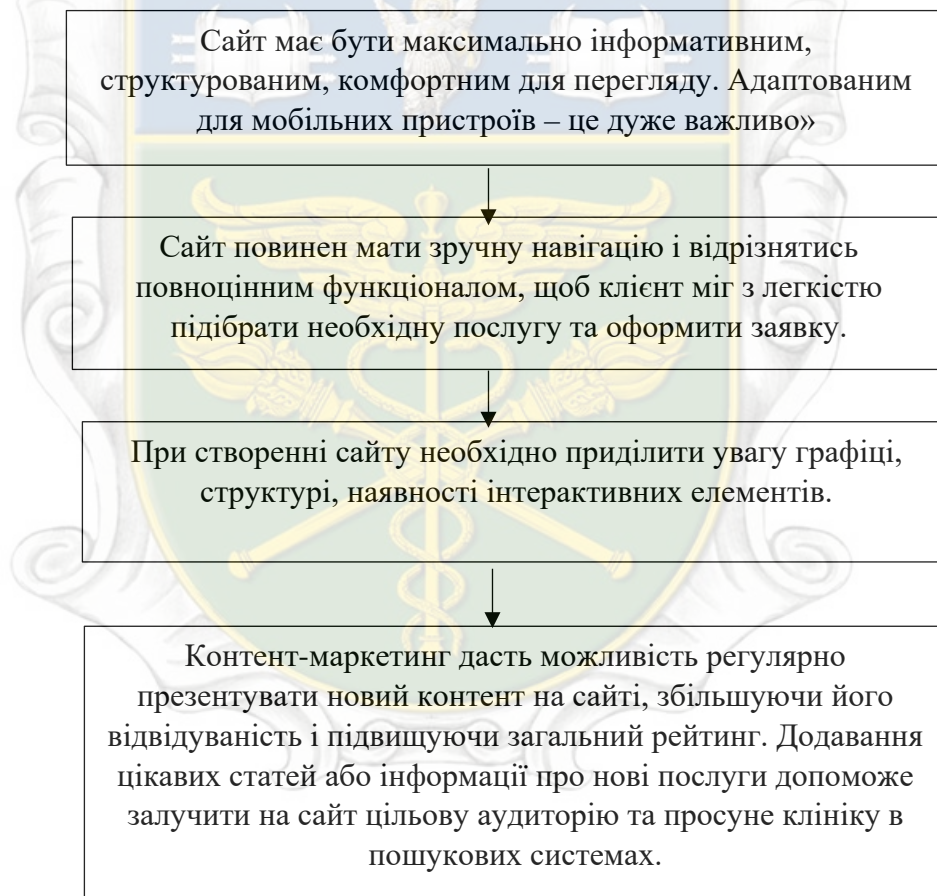 Сайт має бути максимально інформативним,
структурованим, комфортним для перегляду. Адаптованим
для мобільних пристроїв – це дуже важливо»
Сайт повинен мати зручну навігацію і відрізнятись
повноцінним функціоналом, щоб клієнт міг з легкістю
підібрати необхідну послугу та оформити заявку.
При створенні сайту необхідно приділити увагу графіці,
структурі, наявності інтерактивних елементів.
Контент-маркетинг дасть можливість регулярно
презентувати новий контент на сайті, збільшуючи його
відвідуваність і підвищуючи загальний рейтинг. Додавання
цікавих статей або інформації про нові послуги допоможе
залучити на сайт цільову аудиторію та просуне клініку в
пошукових системах.